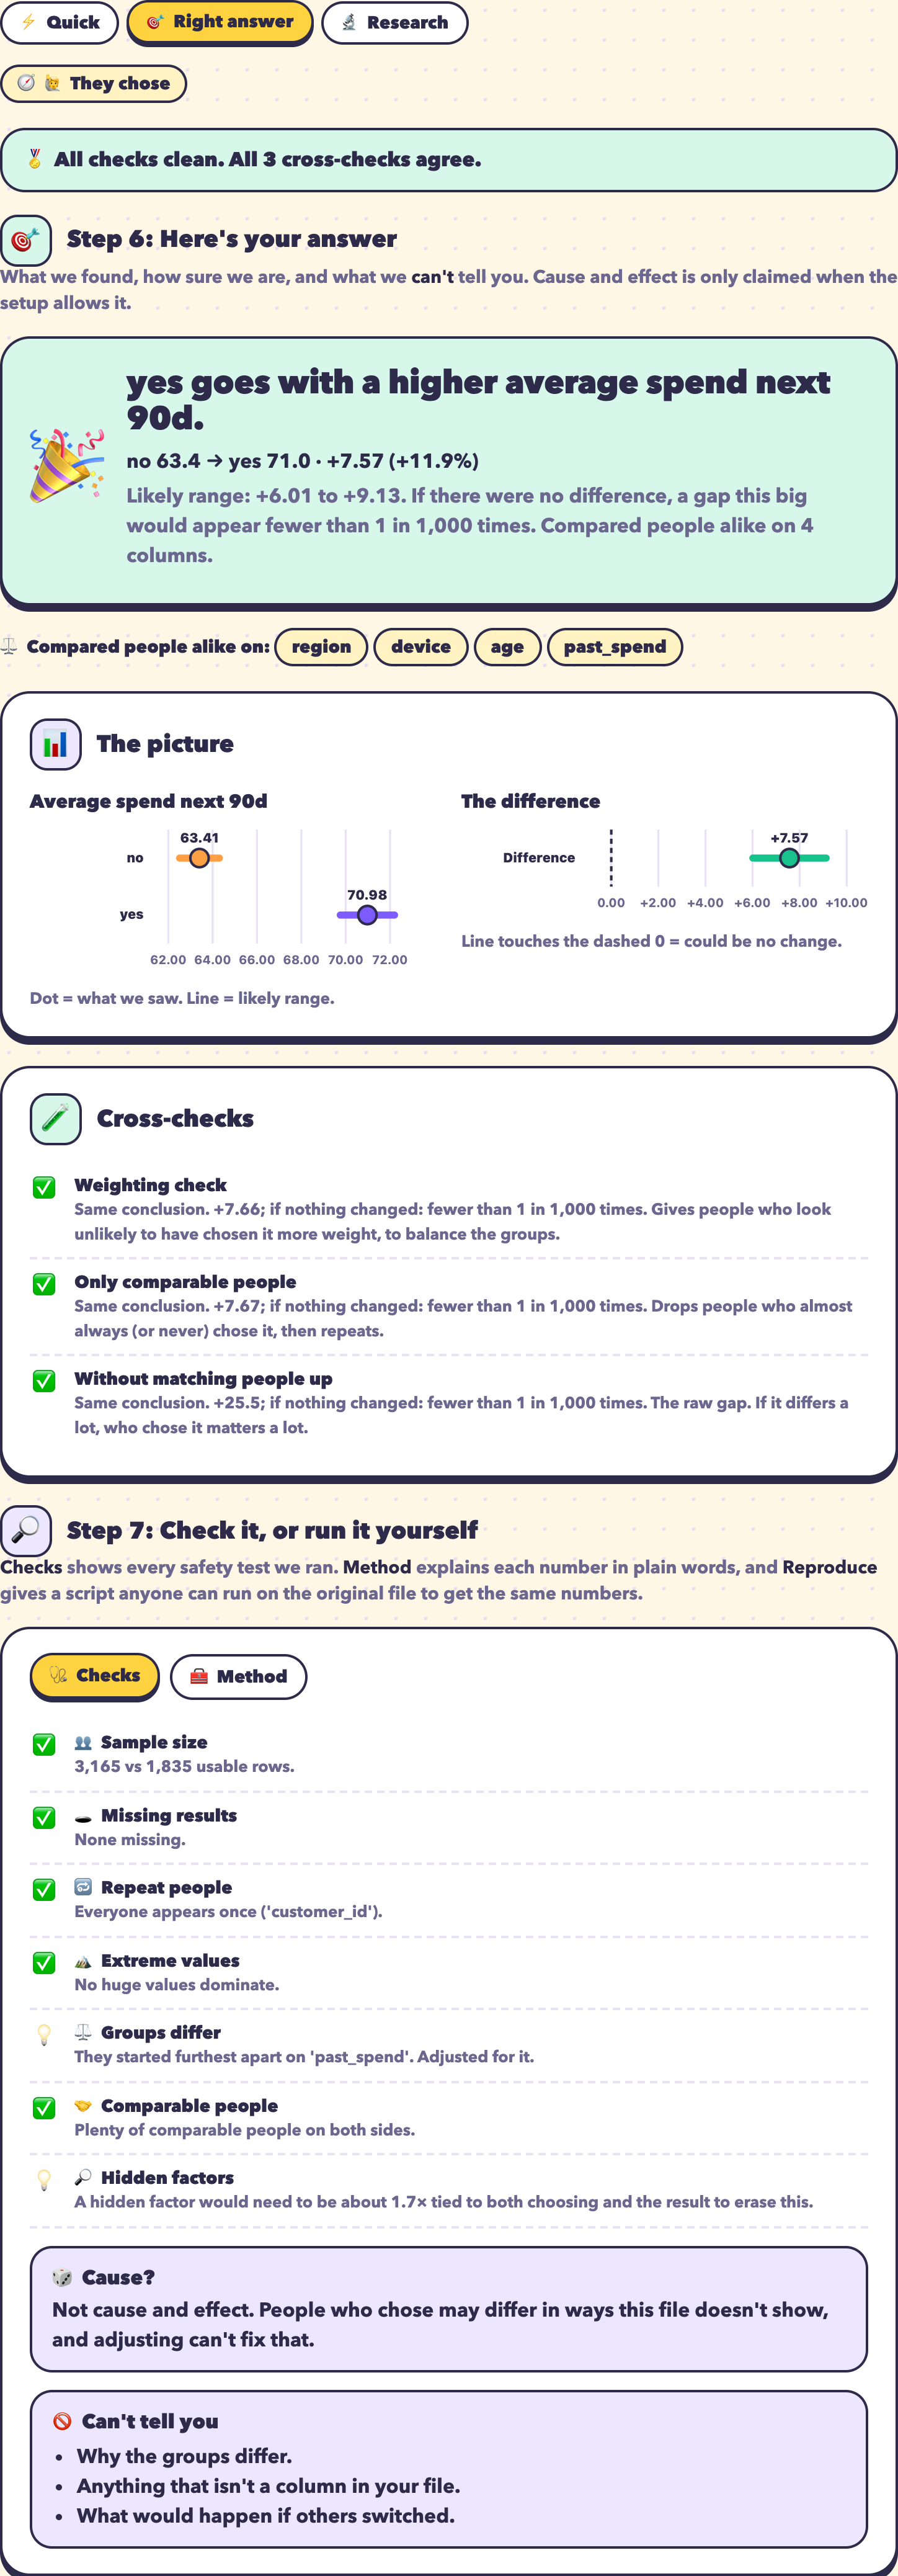 Quick
Right answer
Research
They chose
All checks clean. All 3 cross-checks agree.
Step 6: Here's your answer
What we found, how sure we are, and what we can't tell you. Cause and effect is only claimed when the
setup allows it.
yes goes with a higher average spend next
90d.
no 63.4 → yes 71.0 · +7.57 (+11.9%)
Likely range: +6.01 to +9.13. If there were no difference, a gap this big
would appear fewer than 1 in 1,000 times. Compared people alike on 4
columns.
Compared people alike on: region device age past_spend
The picture
Average spend next 90d
63.41
no
70.98
yes
62.00 64.00 66.00 68.00 70.00 72.00
Dot = what we saw. Line = likely range.
The difference
+7.57
Difference
0.00 +2.00 +4.00 +6.00 +8.00 +10.00
Line touches the dashed 0 = could be no change.
Cross-checks
Weighting check
Same conclusion. +7.66; if nothing changed: fewer than 1 in 1,000 times. Gives people who look
unlikely to have chosen it more weight, to balance the groups.
Only comparable people
Same conclusion. +7.67; if nothing changed: fewer than 1 in 1,000 times. Drops people who almost
always (or never) chose it, then repeats.
Without matching people up
Same conclusion. +25.5; if nothing changed: fewer than 1 in 1,000 times. The raw gap. If it differs a
lot, who chose it matters a lot.
Step 7: Check it, or run it yourself
Checks shows every safety test we ran. Method explains each number in plain words, and Reproduce
gives a script anyone can run on the original file to get the same numbers.
Checks
Method
Sample size
3,165 vs 1,835 usable rows.
Missing results
None missing.
Repeat people
Everyone appears once ('customer_id').
Extreme values
No huge values dominate.
Groups differ
They started furthest apart on 'past_spend'. Adjusted for it.
Comparable people
Plenty of comparable people on both sides.
Hidden factors
A hidden factor would need to be about 1.7× tied to both choosing and the result to erase this.
Cause?
Not cause and effect. People who chose may differ in ways this file doesn't show,
and adjusting can't fix that.
Can't tell you
• Why the groups differ.
• Anything that isn't a column in your file.
• What would happen if others switched.